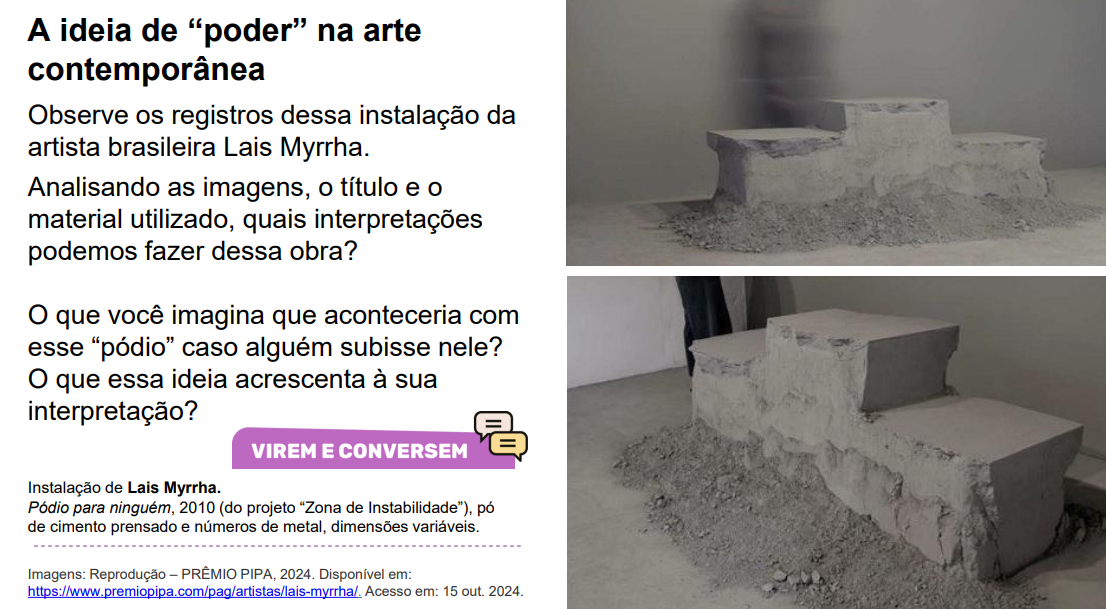 A ideia de “poder” na arte
contemporânea
Observe os registros dessa instalação da
artista brasileira Lais Myrrha.
Analisando as imagens, o título e o
material utilizado, quais interpretações
podemos fazer dessa obra?
O que você imagina que aconteceria com
esse “pódio” caso alguém subisse nele?
O que essa ideia acrescenta à sua
interpretação?
VIREM E CONVERSEM
Instalação de Lais Myrrha.
Pódio para ninguém, 2010 (do projeto “Zona de Instabilidade”), pó
de cimento prensado e números de metal, dimensões variáveis.
Imagens: Reprodução – PRÊMIO PIPA, 2024. Disponível em:
https://www.premiopipa.com/pag/artistas/lais-myrrha/. Acesso em: 15 out. 2024.